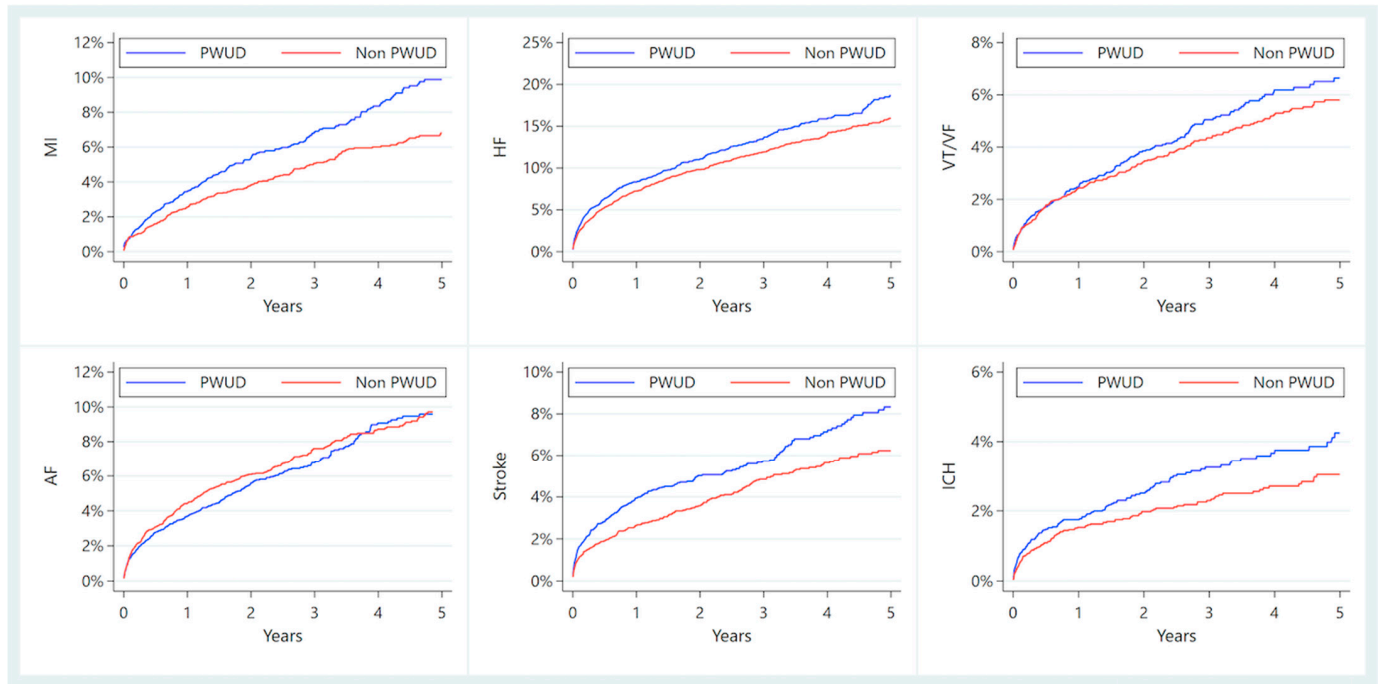 12%
10%
8%
6%
4%
2%
0%
MI
PWUD Non PWUD
0 1 2 3 4 5
Years
25%
20%
15%
10%
5%
0%
HF
PWUD Non PWUD
0 1 2 3 4 5
Years
8%
6%
4%
2%
0%
VT/VF
PWUD Non PWUD
0 1 2 3 4 5
Years
12%
10%
8%
6%
4%
2%
0%
AF
PWUD Non PWUD
0 1 2 3 4 5
Years
10%
8%
6%
4%
2%
0%
Stroke
PWUD Non PWUD
0 1 2 3 4 5
Years
6%
4%
2%
0%
ICH
PWUD Non PWUD
0 1 2 3 4 5
Years